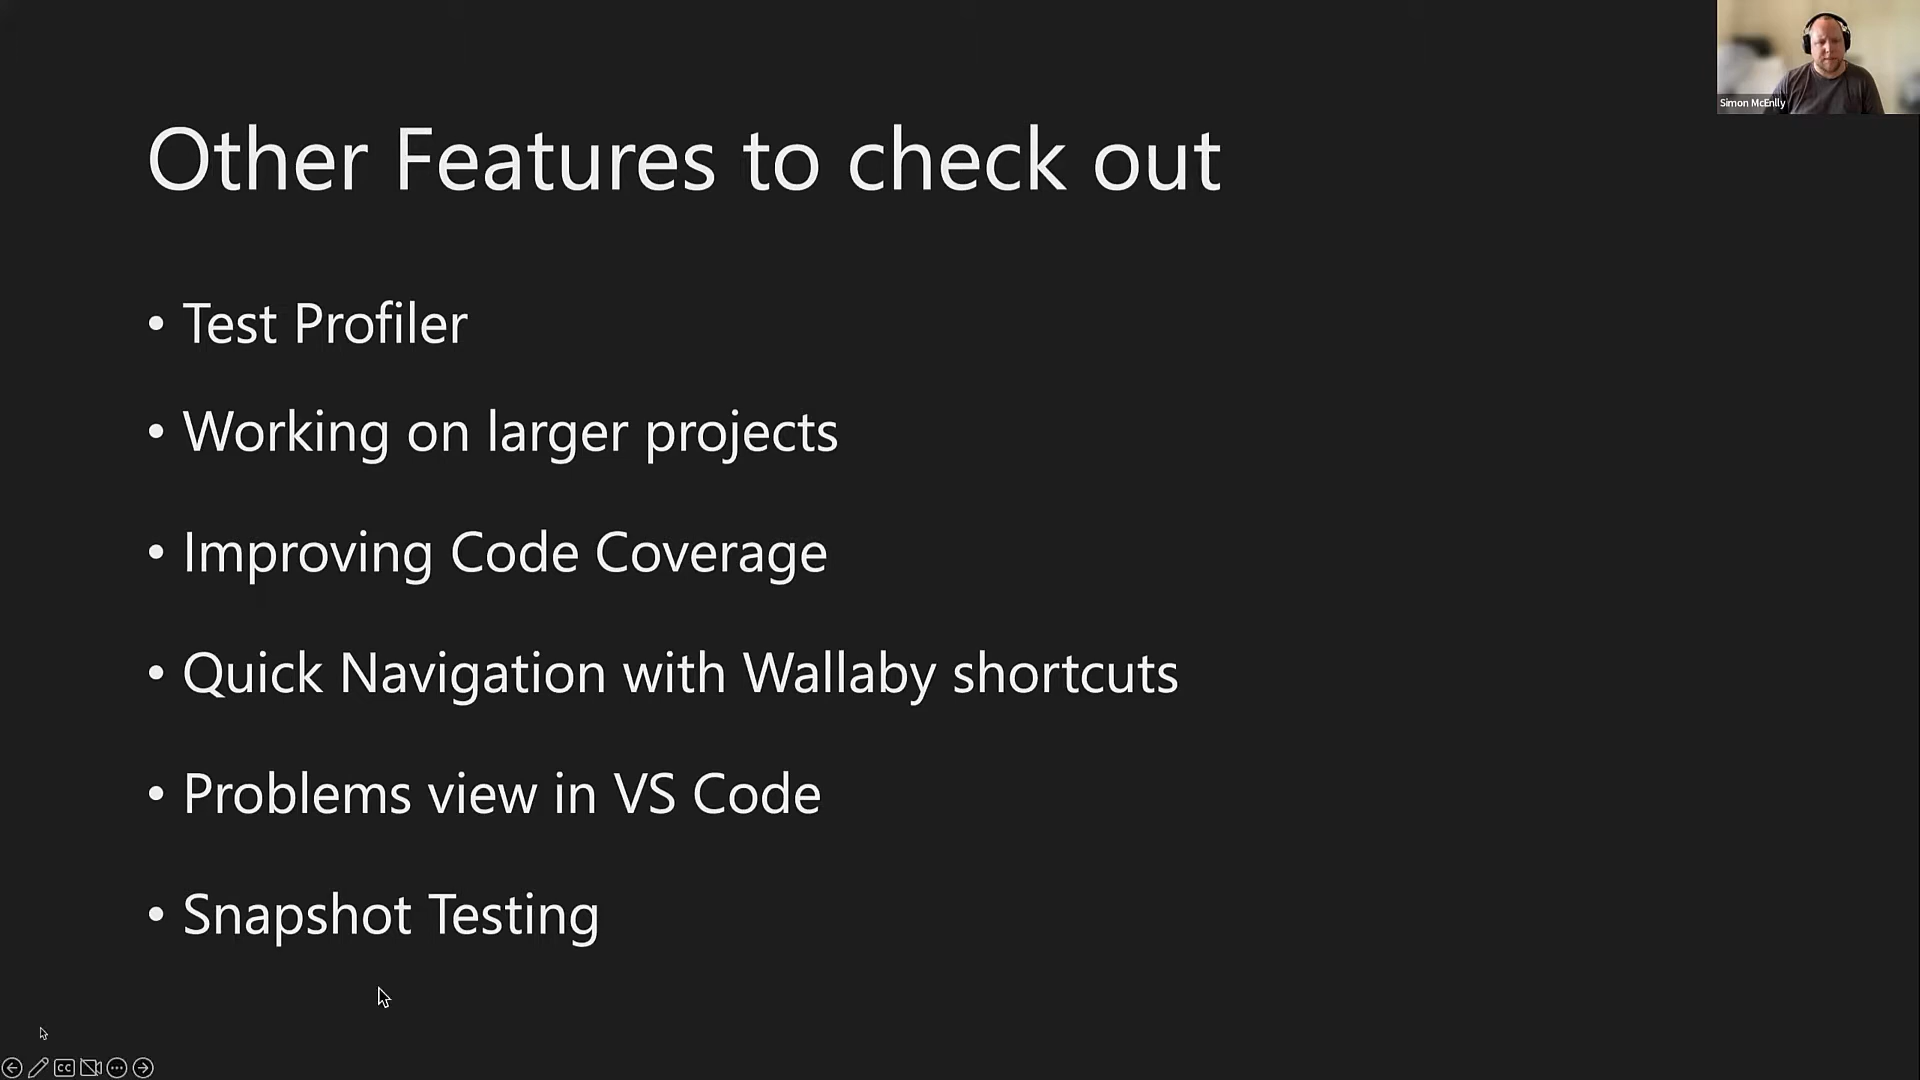 Simon McEnlly
Other Features to check out
• Test Profiler
• Working on larger projects
• Improving Code Coverage
• Quick Navigation with Wallaby shortcuts
• Problems view in VS Code
• Snapshot Testing
CC